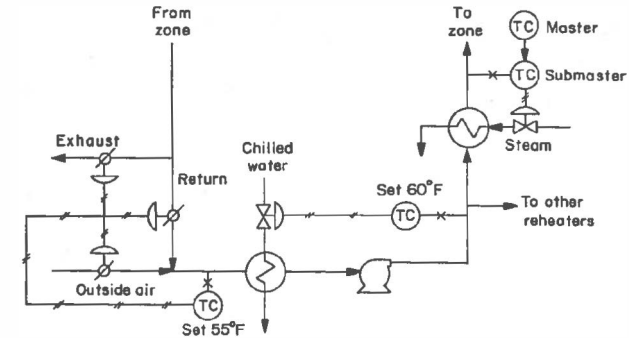 From
zone
To
zone
TC
Master
TC
Submaster
Exhaust
Chilled
water
Steam
Return
Set 60°F
TC
To other
reheaters
Outside air
TC
Set 55°F